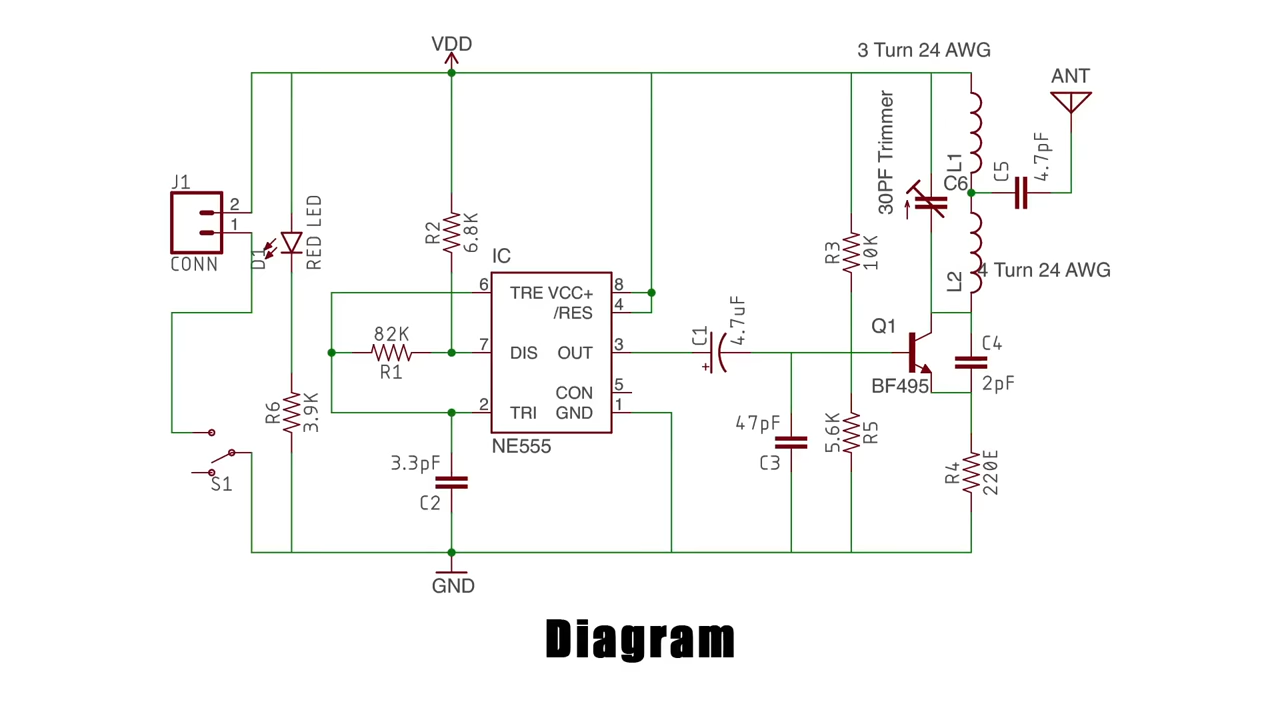 VDD
3 Turn 24 AWG
ANT
30PF Trimmer
C6
L1
C5
4.7pF
J1
2
1
CONN
D1
RED LED
R2
6.8K
IC
6
TRE VCC+
8
/RES
4
82K
R1
7
DIS
OUT
3
CON
5
2
TRI
GND
1
NE555
C1
4.7uF
+
R3
10K
L2
4 Turn 24 AWG
Q1
BF495
C4
2pF
R6
3.9K
3.3pF
C2
47pF
C3
5.6K
R5
R4
220E
S1
GND
Diagram